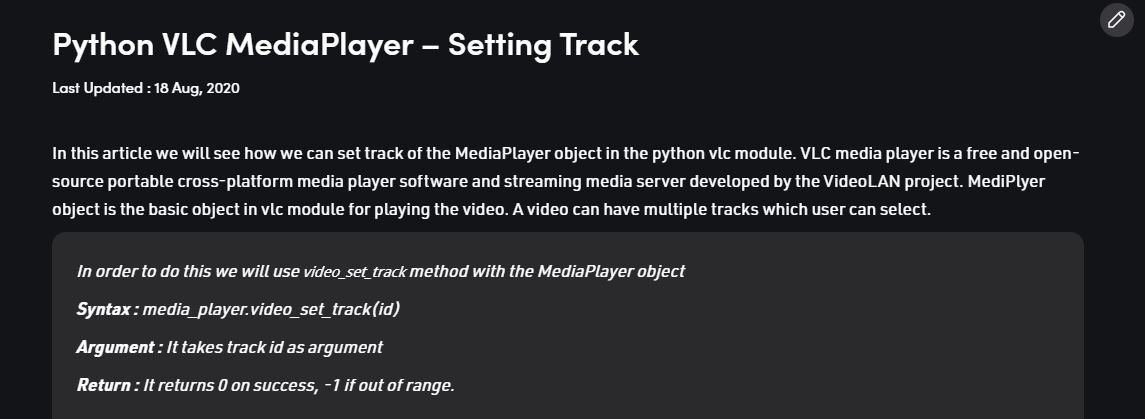 Python VLC MediaPlayer – Setting Track
Last Updated : 18 Aug, 2020
In this article we will see how we can set track of the MediaPlayer object in the python vlc module. VLC media player is a free and open-
source portable cross-platform media player software and streaming media server developed by the VideoLAN project. MediPlyer
object is the basic object in vlc module for playing the video. A video can have multiple tracks which user can select.
In order to do this we will use video_set_track method with the MediaPlayer object
Syntax : media_player.video_set_track(id)
Argument : It takes track id as argument
Return : It returns 0 on success, -1 if out of range.